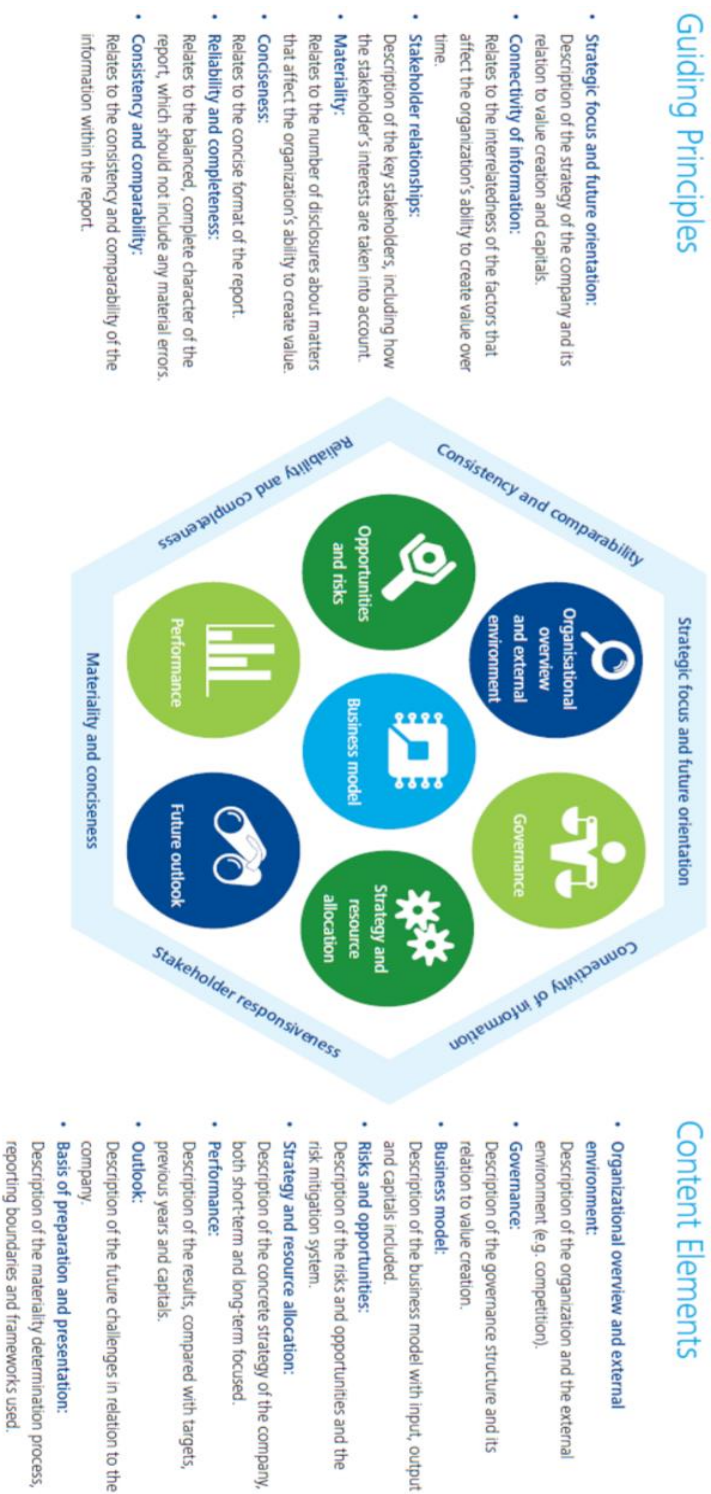 Guiding Principles
• Strategic focus and future orientation:
Description of the strategy of the company and its
relation to value creation and capitals.
• Connectivity of information:
Relates to the interrelatedness of the factors that
affect the organization's ability to create value over
time.
• Stakeholder relationships:
Description of the key stakeholders, including how
the stakeholder's interests are taken into account.
• Materiality:
Relates to the number of disclosures about matters
that affect the organization's ability to create value.
• Conciseness:
Relates to the concise format of the report.
• Reliability and completeness:
Relates to the balanced, complete character of the
report, which should not include any material errors.
• Consistency and comparability:
Relates to the consistency and comparability of the
information within the report.
Strategic focus and future orientation
Consistency and comparability
Connectivity of information
Organisational
overview
and external
environment
Governance
Opportunities
and risks
Business model
Strategy and
resource
allocation
Performance
Future outlook
Reliability and completeness
Stakeholder responsiveness
Materiality and conciseness
Content Elements
• Organizational overview and external
environment:
Description of the organization and the external
environment (e.g. competition).
• Governance:
Description of the governance structure and its
relation to value creation.
• Business model:
Description of the business model with input, output
and capitals included.
• Risks and opportunities:
Description of the risks and opportunities and the
risk mitigation system.
• Strategy and resource allocation:
Description of the concrete strategy of the company,
both short-term and long-term focused.
• Performance:
Description of the results, compared with targets,
previous years and capitals.
• Outlook:
Description of the future challenges in relation to the
company.
• Basis of preparation and presentation:
Description of the materiality determination process,
reporting boundaries and frameworks used.